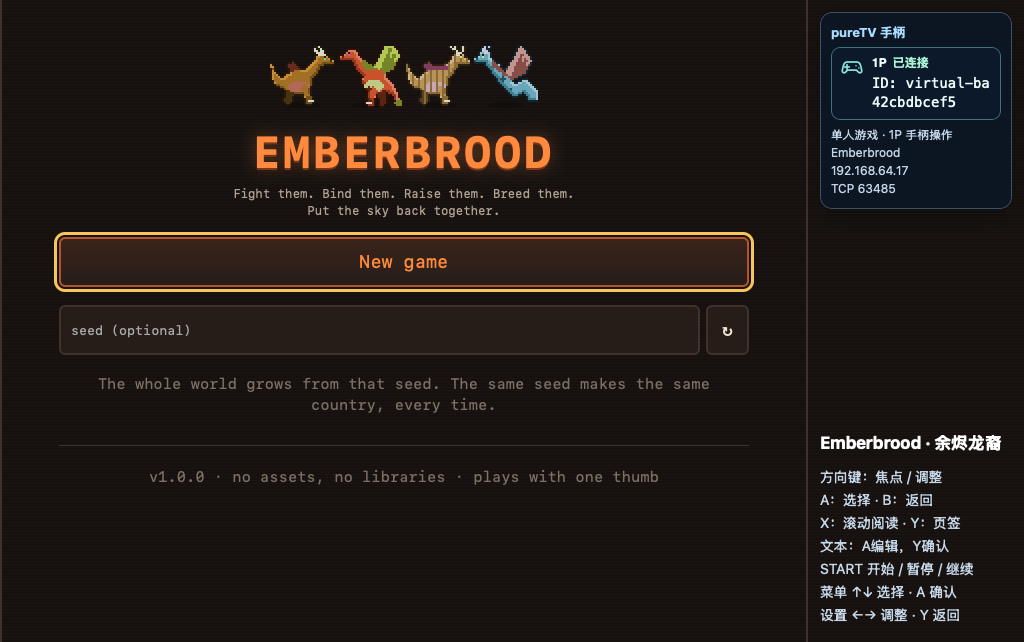 EMBERBROOD
Fight them. Bind them. Raise them. Breed them.
Put the sky back together.
New game
seed (optional)
↻
The whole world grows from that seed. The same seed makes the same
country, every time.
v1.0.0 · no assets, no libraries · plays with one thumb
pureTV 手柄
1P 已连接
ID: virtual-ba
42cbdbcef5
单人游戏 · 1P 手柄操作
Emberbrood
192.168.64.17
TCP 63485
Emberbrood · 余烬龙裔
方向键：焦点 / 调整
A：选择 · B：返回
X：滚动阅读 · Y：页签
文本：A编辑，Y确认
START 开始 / 暂停 / 继续
菜单 ↑↓ 选择 · A 确认
设置 ←→ 调整 · Y 返回